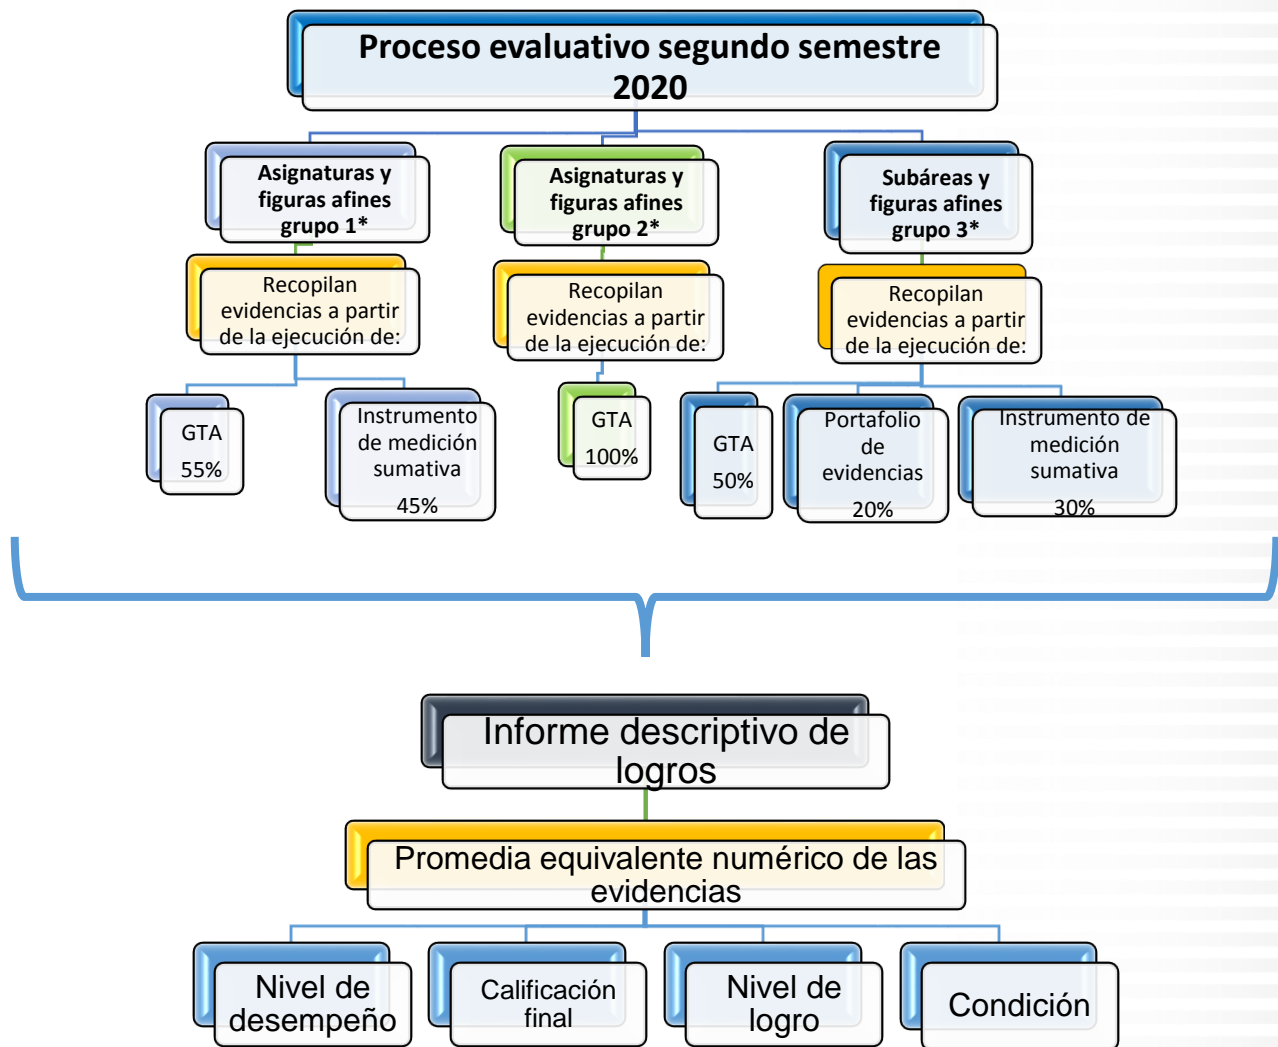 Proceso evaluativo segundo semestre
2020
Asignaturas y
figuras afines
grupo 1*
Asignaturas y
figuras afines
grupo 2*
Subáreas y
figuras afines
grupo 3*
Recopilan
evidencias a partir
de la ejecución de:
Recopilan
evidencias a partir
de la ejecución de:
Recopilan
evidencias a partir
de la ejecución de:
GTA
55%
Instrumento
de medición
sumativa
45%
GTA
100%
GTA
50%
Portafolio
de
evidencias
20%
Instrumento de
medición
sumativa
30%
Informe descriptivo de
logros
Promedia equivalente numérico de las
evidencias
Nivel de
desempeño
Calificación
final
Nivel de
logro
Condición